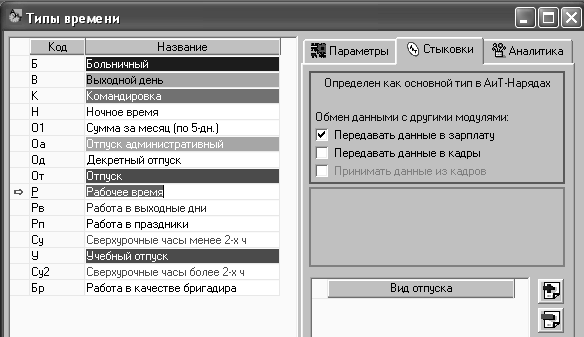 Типы времени
Код Название
Б Больничный
В Выходной день
К Командировка
Н Ночное время
О1 Сумма за месяц (по 5-дн.)
Оа Отпуск административный
Од Декретный отпуск
От Отпуск
Р Рабочее время
Рв Работа в выходные дни
Рп Работа в праздники
Су Сверхурочные часы менее 2-х ч
У Учебный отпуск
Су2 Сверхурочные часы более 2-х ч
Бр Работа в качестве бригадира
Параметры Стыковки Аналитика
Определен как основной тип в АиТ-Нарядах
Обмен данными с другими модулями:
Передавать данные в зарплату
Передавать данные в кадры
Принимать данные из кадров
Вид отпуска